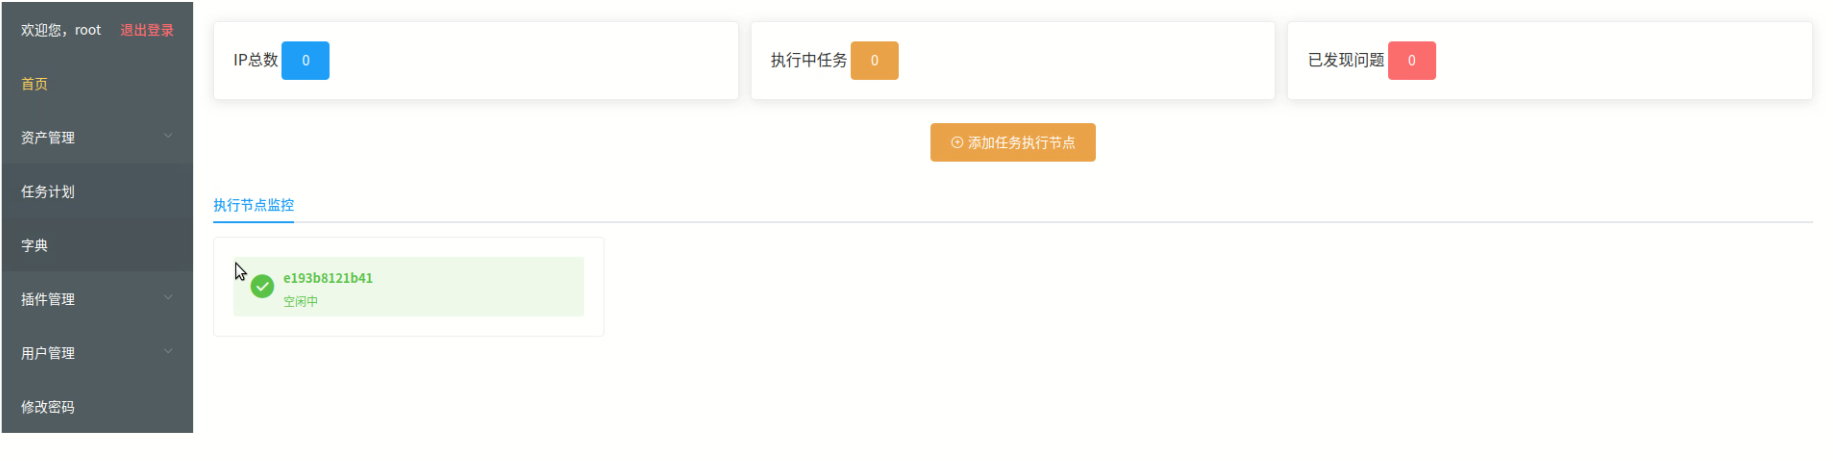 欢迎您，root 退出登录
首页
资产管理
任务计划
字典
插件管理
用户管理
修改密码
IP总数 0
执行中任务 0
已发现问题 0
添加任务执行节点
执行节点监控
e193b8121b41
空闲中